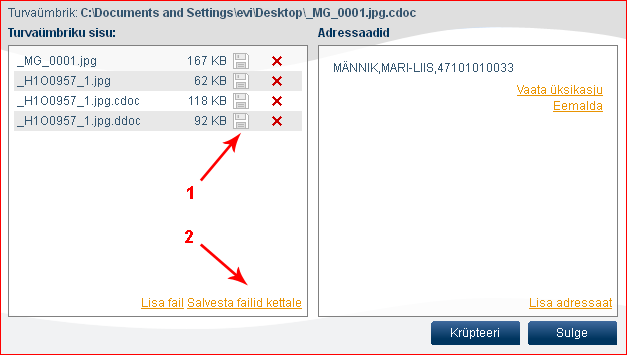 Turvaümbrik: C:\Documents and Settings\evi\Desktop\_MG_0001.jpg.cdoc
Turvaümbriku sisu:
_MG_0001.jpg 167 KB
_H1O0957_1.jpg 62 KB
_H1O0957_1.jpg.cdoc 118 KB
_H1O0957_1.jpg.ddoc 92 KB
1
2
Lisa fail Salvesta failid kettale
Adressaadid
MÄNNIK,MARI-LIIS,47101010033
Vaata üksikasju
Eemalda
Lisa adressaat
Krüpteeri Sulge